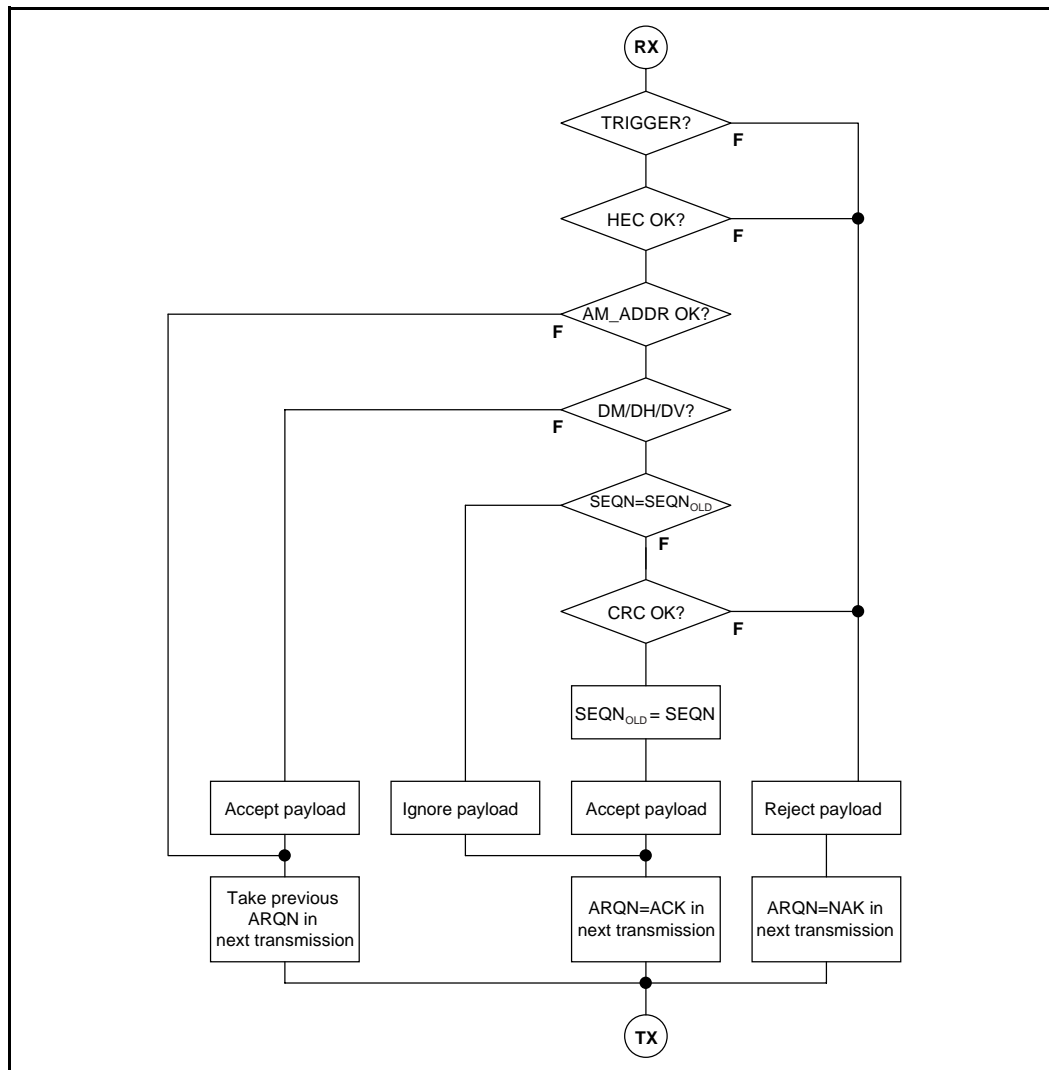 RX
TRIGGER?
F
HEC OK?
F
AM_ADDR OK?
F
DM/DH/DV?
F
SEQN=SEQNOLD
F
CRC OK?
F
SEQNOLD = SEQN
Accept payload
Ignore payload
Accept payload
Reject payload
Take previous
ARQN in
next transmission
ARQN=ACK in
next transmission
ARQN=NAK in
next transmission
TX